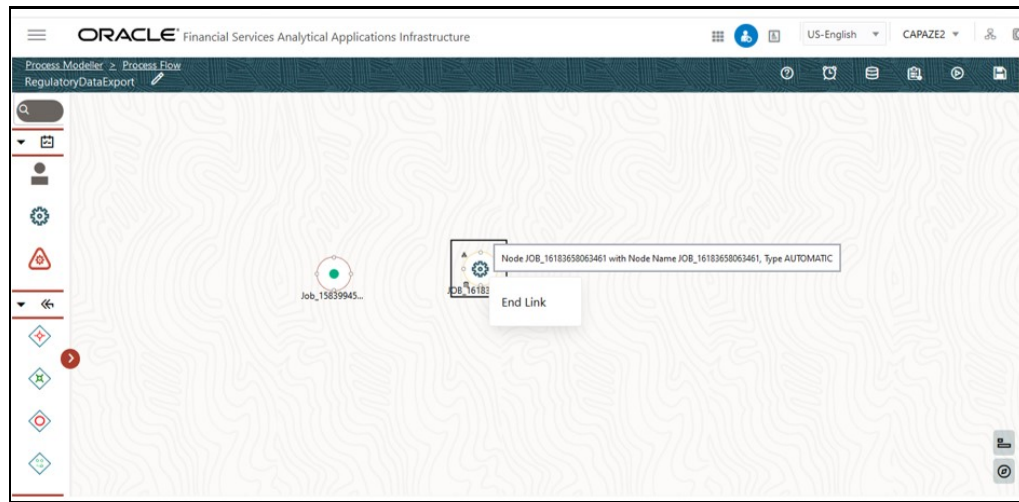 ORACLE Financial Services Analytical Applications Infrastructure
US-English
CAPAZE2
Process Modeller > Process Flow
RegulatoryDataExport
Node JOB_16183658063461 with Node Name JOB_16183658063461, Type AUTOMATIC
Job_15839945...
JOB_16183
End Link